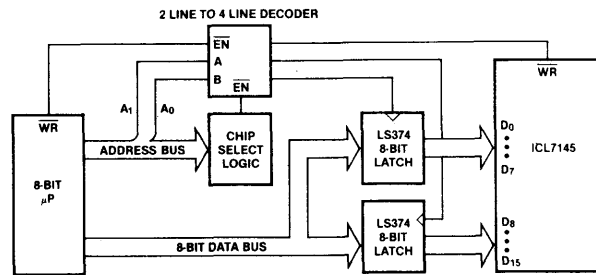 2 LINE TO 4 LINE DECODER
EN
A
B
EN
A1
A0
WR
8-BIT
μP
ADDRESS BUS
CHIP
SELECT
LOGIC
8-BIT DATA BUS
LS374
8-BIT
LATCH
LS374
8-BIT
LATCH
WR
ICL7145
D0
D7
D8
D15